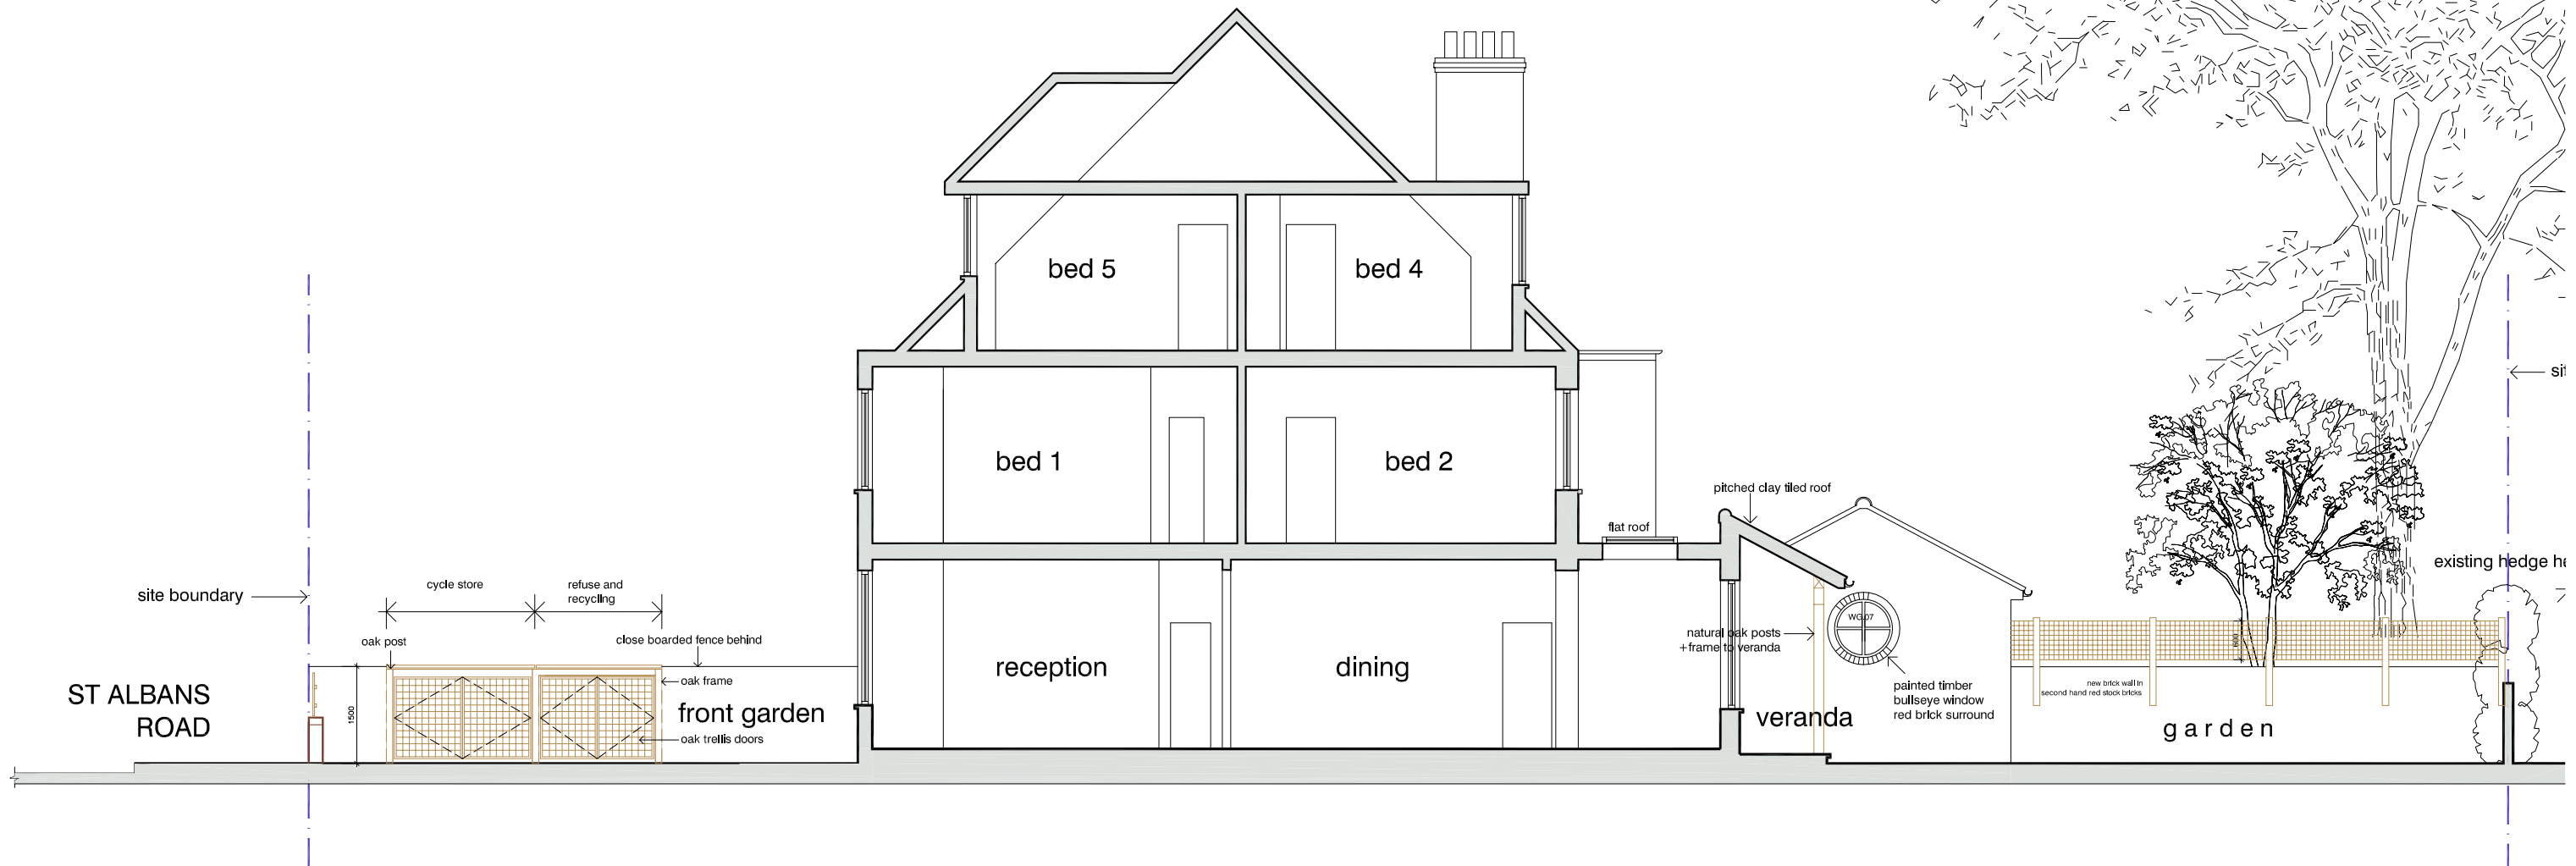 bed 5
bed 4
bed 1
bed 2
pitched clay tiled roof
flat roof
site boundary
cycle store
refuse and
recycling
oak post
close boarded fence behind
oak frame
oak trellis doors
1500
ST ALBANS
ROAD
front garden
reception
dining
natural oak posts
+frame to veranda
WG.07
painted timber
bullseye window
red brick surround
veranda
600
new brick wall in
second hand red stock bricks
garden
existing hedge